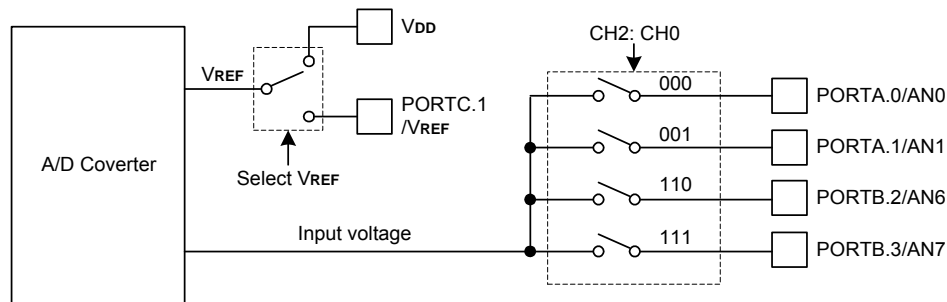 VDD
CH2: CH0
VREF
000
PORTA.0/AN0
PORTC.1
/VREF
001
PORTA.1/AN1
A/D Coverter
Select VREF
110
PORTB.2/AN6
Input voltage
111
PORTB.3/AN7